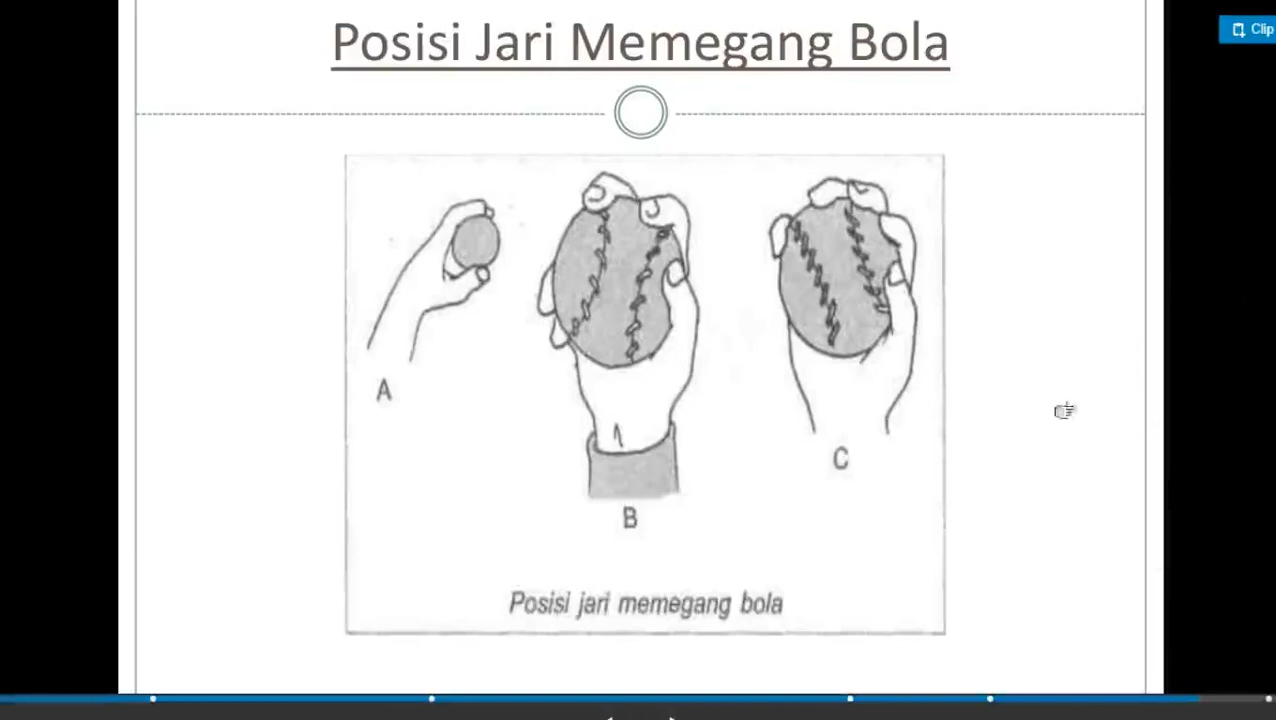 Posisi Jari Memegang Bola
Clip
A
C
B
Posisi jari memegang bola